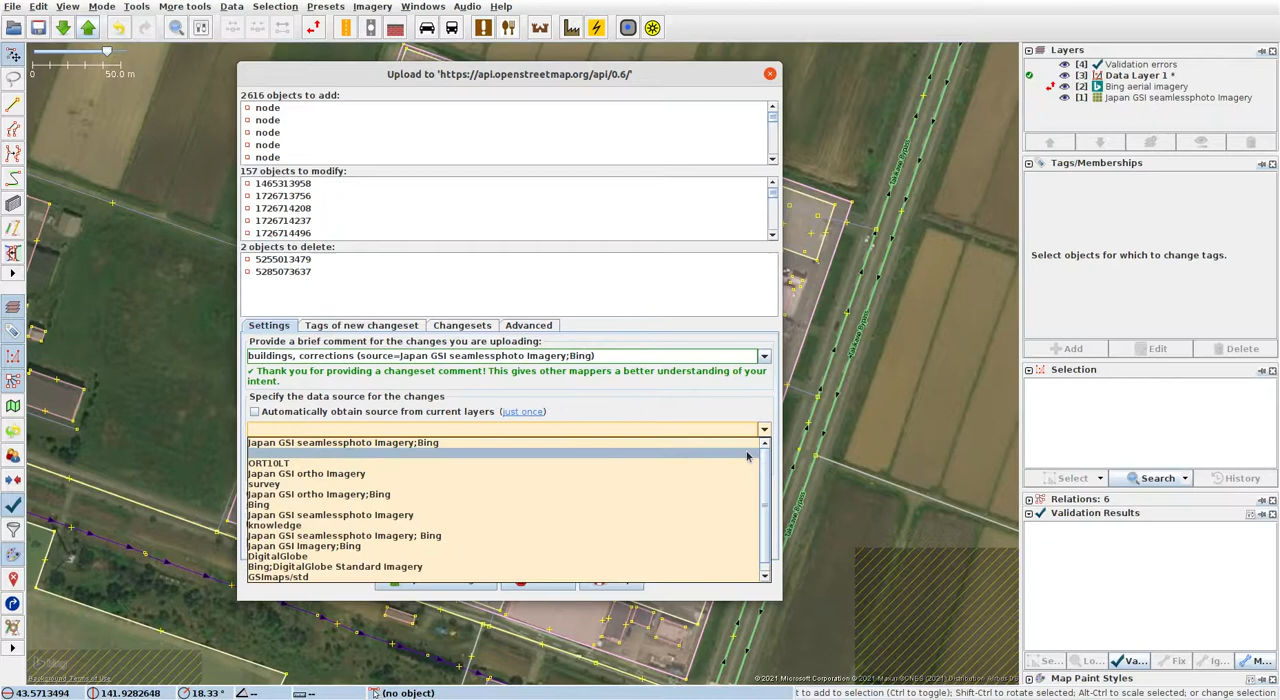 File Edit View Mode Tools More tools Data Selection Presets Imagery Windows Audio Help
0 50.0 m
Upload to 'https://api.openstreetmap.org/api/0.6/'
2616 objects to add:
node
node
node
node
node
157 objects to modify:
1465313958
1726713756
1726714208
1726714237
1726714496
2 objects to delete:
5255013479
5285073637
Settings Tags of new changeset Changesets Advanced
Provide a brief comment for the changes you are uploading:
buildings, corrections (source=Japan GSI seamlessphoto Imagery;Bing)
✔ Thank you for providing a changeset comment! This gives other mappers a better understanding of your
intent.
Specify the data source for the changes
Automatically obtain source from current layers (just once)
Japan GSI seamlessphoto Imagery;Bing
ORT10LT
Japan GSI ortho Imagery
survey
Japan GSI ortho Imagery;Bing
Bing
Japan GSI seamlessphoto Imagery
knowledge
Japan GSI seamlessphoto Imagery; Bing
Japan GSI Imagery;Bing
DigitalGlobe
Bing;DigitalGlobe Standard Imagery
GSImaps/std
Layers
[4] Validation errors
[3] Data Layer 1 *
[2] Bing aerial imagery
[1] Japan GSI seamlessphoto Imagery
Tags/Memberships
Select objects for which to change tags.
Add Edit Delete
Selection
Select Search History
Relations: 6
Validation Results
Se... Lo... Va... Fix Ig... M...
Map Paint Styles
Bing
Background Terms of Use
43.5713494 141.9282648 18.33 ° -- -- (no object)
t to add to selection (Ctrl to toggle); Shift-Ctrl to rotate selected; Alt-Ctrl to scale selected; or change selection